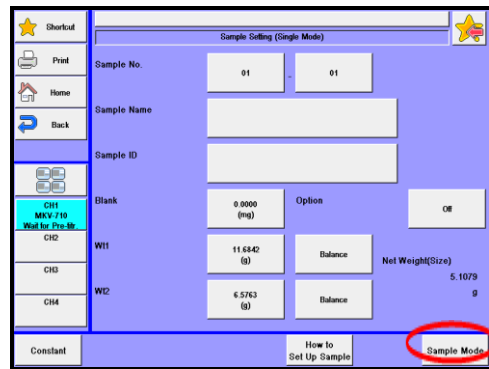 Shortcut
Sample Setting (Single Mode)
Print
Sample No.
01
-
01
Home
Back
Sample Name
Sample ID
CH1
MKV-710
Wait for Pre-titr.
Blank
0.0000
(mg)
Option
Off
CH2
Wt1
11.6842
(g)
Balance
Net Weight(Size)
5.1079
g
CH3
Wt2
6.5763
(g)
Balance
CH4
Constant
How to
Set Up Sample
Sample Mode